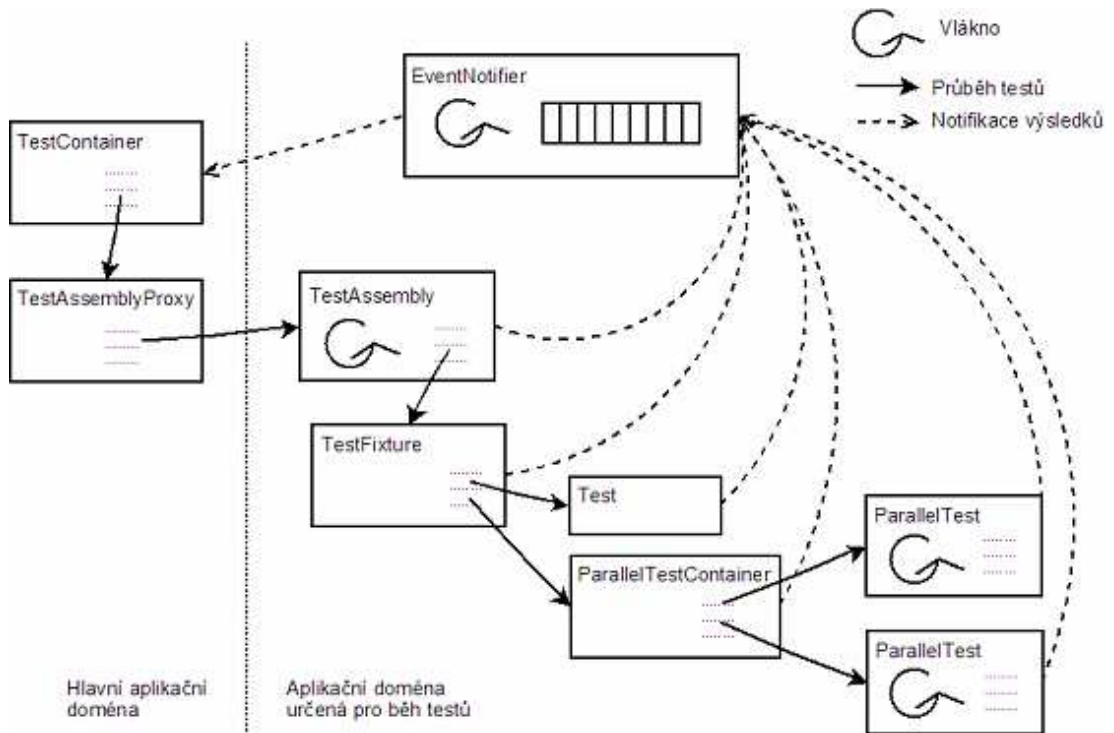 Vlákno
EventNotifier
Průběh testů
Notifikace výsledků
TestContainer
TestAssemblyProxy
TestAssembly
TestFixture
Test
ParallelTest
ParallelTestContainer
ParallelTest
Hlavní aplikační
doména
Aplikační doména
určená pro běh testů